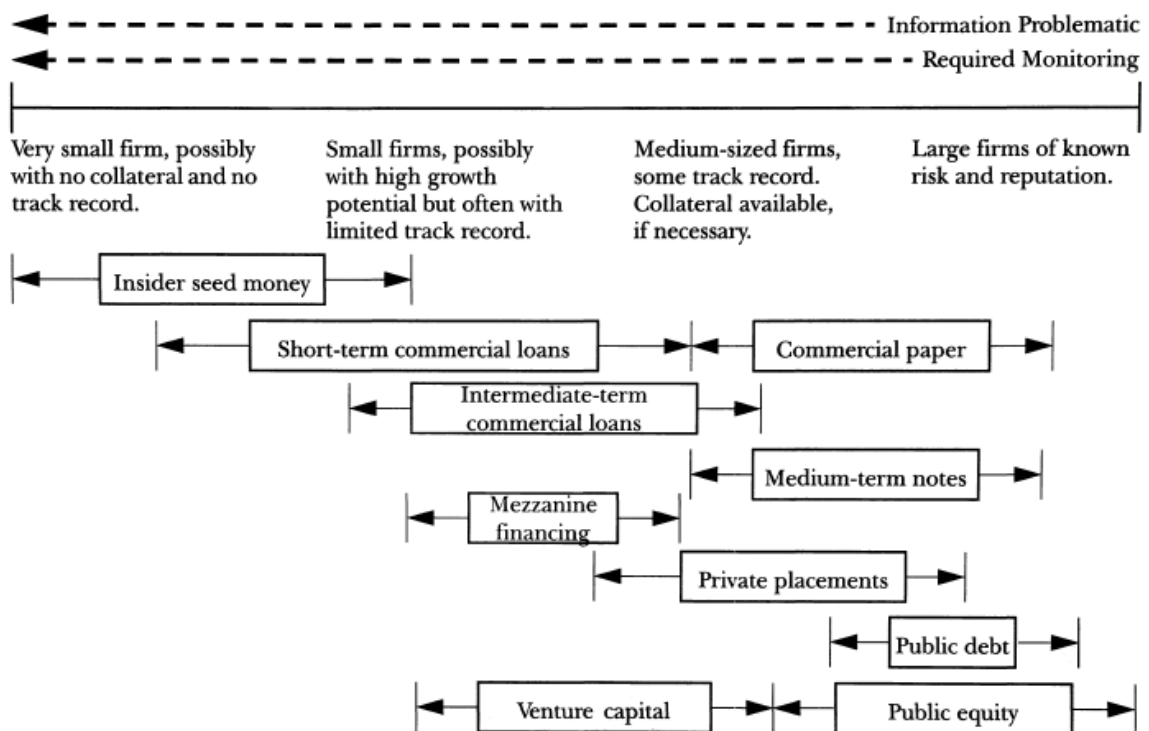 Information Problematic
Required Monitoring
Very small firm, possibly
with no collateral and no
track record.
Small firms, possibly
with high growth
potential but often with
limited track record.
Medium-sized firms,
some track record.
Collateral available,
if necessary.
Large firms of known
risk and reputation.
Insider seed money
Short-term commercial loans
Commercial paper
Intermediate-term
commercial loans
Medium-term notes
Mezzanine
financing
Private placements
Public debt
Venture capital
Public equity